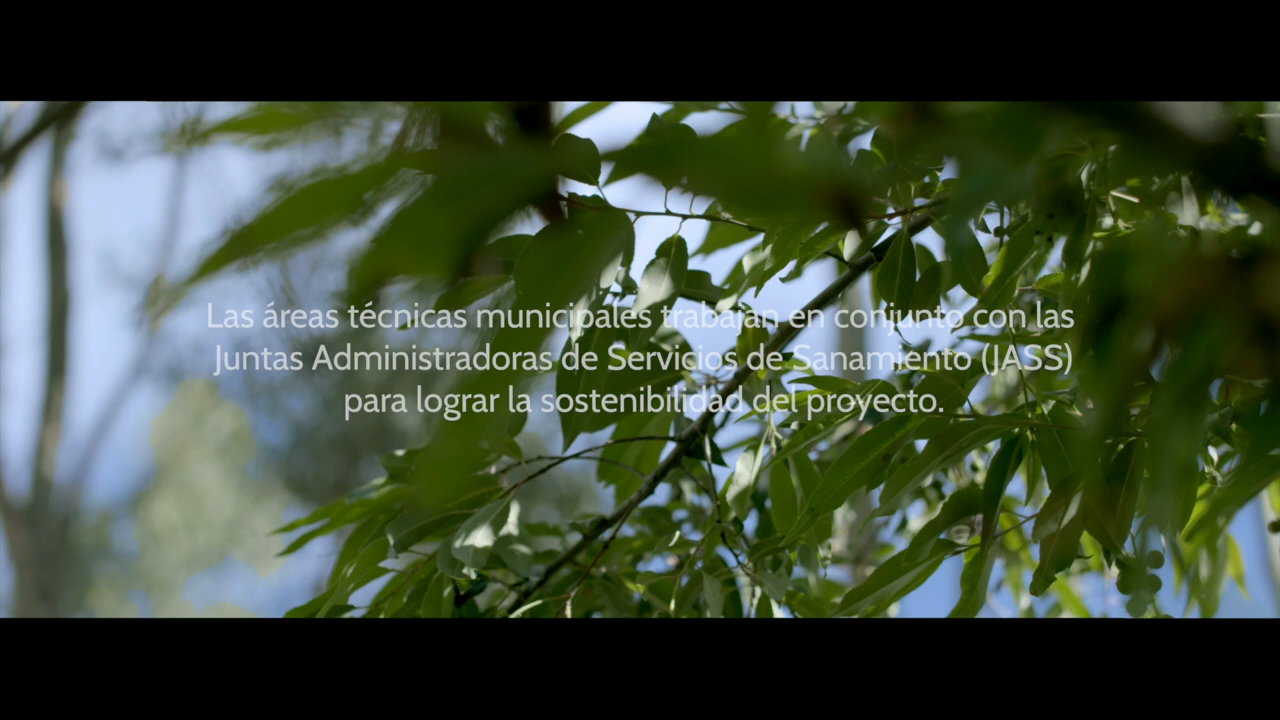 Las áreas técnicas municipales trabajan en conjunto con las
Juntas Administradoras de Servicios de Sanamiento (JASS)
para lograr la sostenibilidad del proyecto.